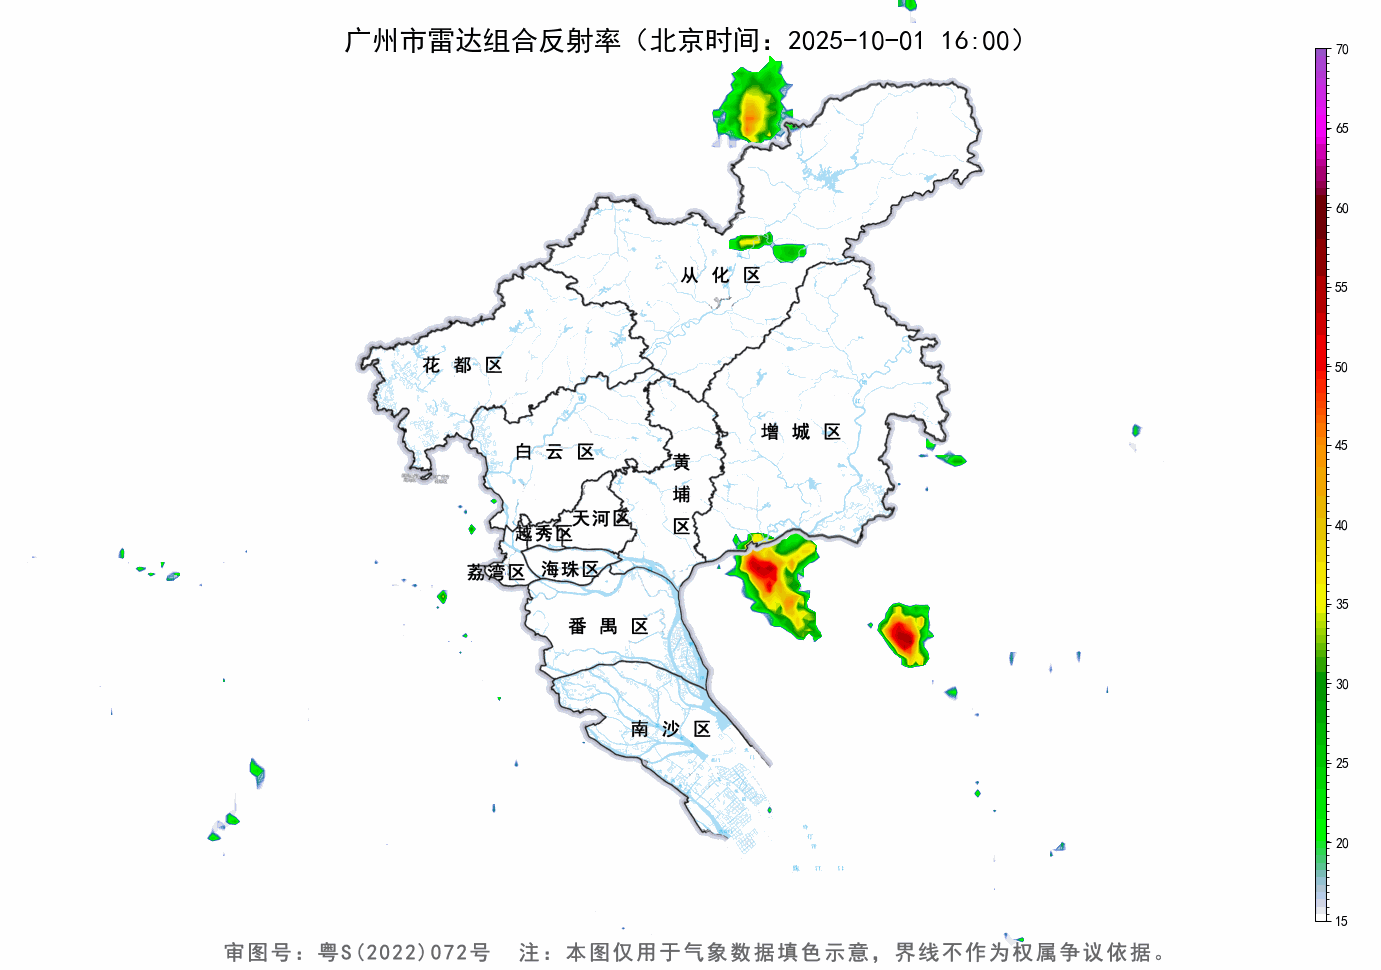 广州市雷达组合反射率（北京时间：2025-10-01 16:00）
70
65
60
55
50
45
40
35
30
25
20
15
从化区
花都区
增城区
白云区
黄埔区
天河区
越秀区
荔湾区
海珠区
番禺区
南沙区
审图号：粤S(2022)072号 注：本图仅用于气象数据填色示意，界线不作为权属争议依据。